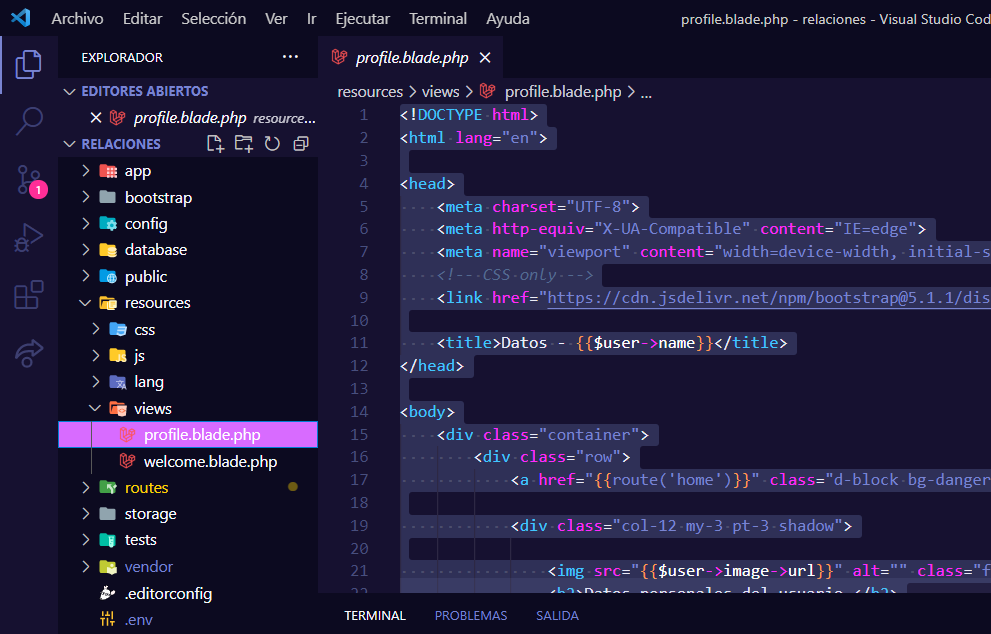 Archivo Editar Selección Ver Ir Ejecutar Terminal Ayuda profile.blade.php - relaciones - Visual Studio Cod
EXPLORADOR ···
EDITORES ABIERTOS
profile.blade.php resource...
RELACIONES
app
bootstrap
config
database
public
resources
css
js
lang
views
profile.blade.php
welcome.blade.php
routes
storage
tests
vendor
.editorconfig
.env
1
profile.blade.php
resources > views > profile.blade.php > ...
1 <!DOCTYPE html>
2 <html lang="en">
3
4 <head>
5 <meta charset="UTF-8">
6 <meta http-equiv="X-UA-Compatible" content="IE=edge">
7 <meta name="viewport" content="width=device-width, initial-s
8 <!-- CSS only -->
9 <link href="https://cdn.jsdelivr.net/npm/bootstrap@5.1.1/dis
10
11 <title>Datos - {{$user->name}}</title>
12 </head>
13
14 <body>
15 <div class="container">
16 <div class="row">
17 <a href="{{route('home')}}" class="d-block bg-danger
18
19 <div class="col-12 my-3 pt-3 shadow">
20
21 <img src="{{$user->image->url}}" alt="" class="f
22 <h2>Datos personales del usuario </h2>
TERMINAL PROBLEMAS SALIDA